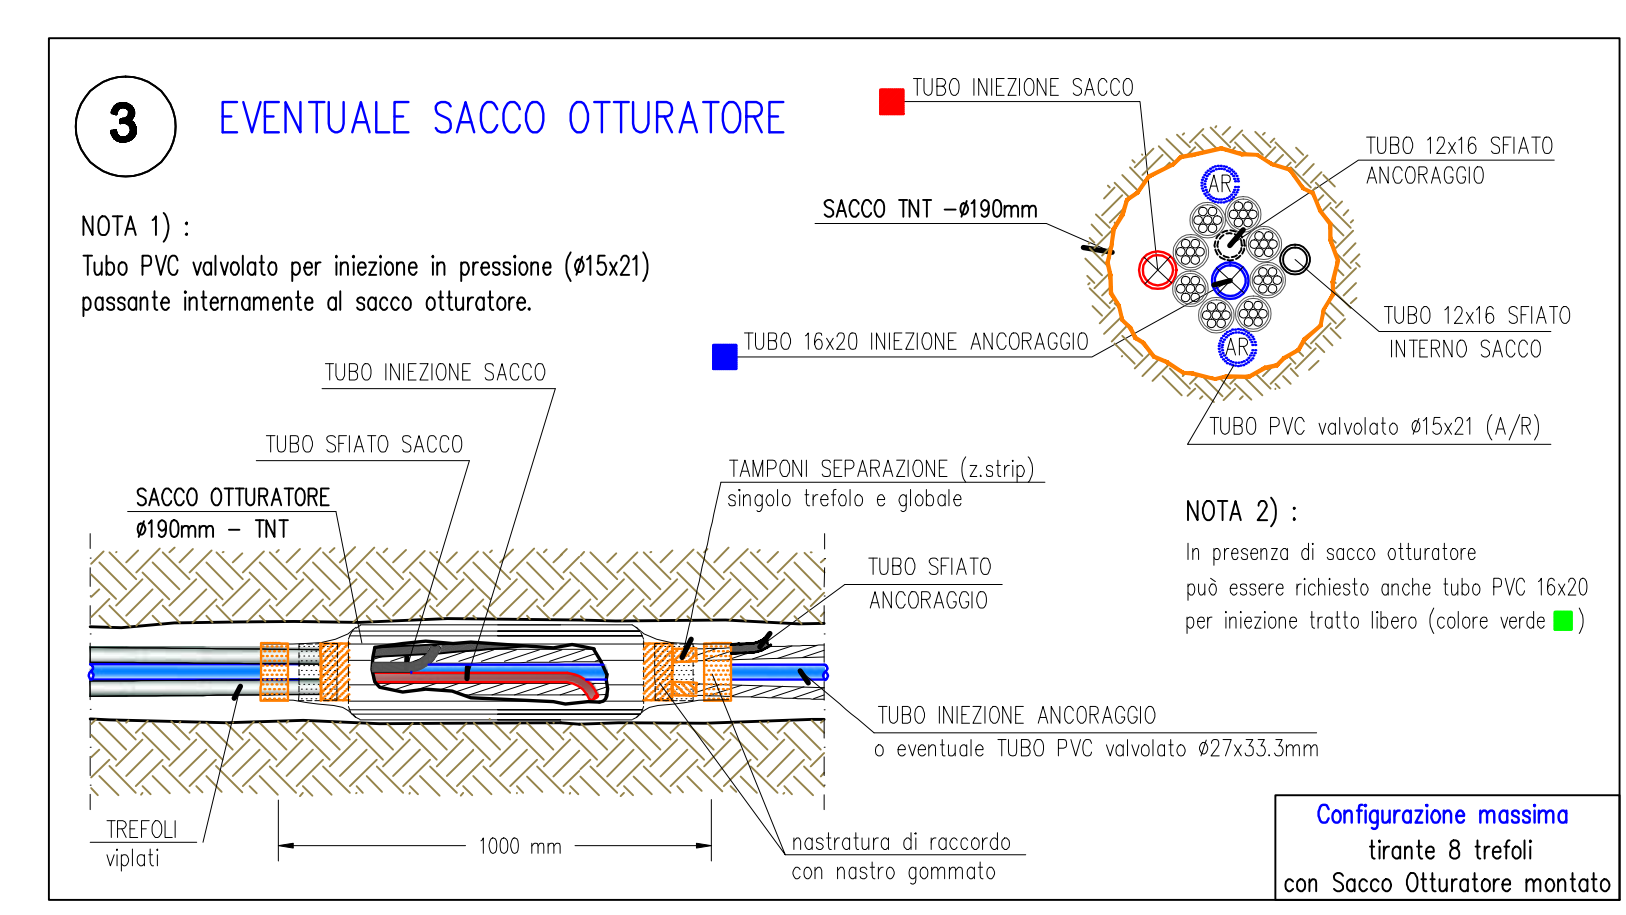 3
EVENTUALE SACCO OTTURATORE
NOTA 1) :
Tubo PVC valvolato per iniezione in pressione (ø15x21)
passante internamente al sacco otturatore.
TUBO INIEZIONE SACCO
TUBO 12x16 SFIATO
ANCORAGGIO
SACCO TNT -ø190mm
AR
AR
TUBO 12x16 SFIATO
INTERNO SACCO
TUBO 16x20 INIEZIONE ANCORAGGIO
TUBO PVC valvolato ø15x21 (A/R)
TUBO INIEZIONE SACCO
TUBO SFIATO SACCO
SACCO OTTURATORE
ø190mm - TNT
TAMPONI SEPARAZIONE (z.strip)
singolo trefolo e globale
TUBO SFIATO
ANCORAGGIO
NOTA 2) :
In presenza di sacco otturatore
può essere richiesto anche tubo PVC 16x20
per iniezione tratto libero (colore verde )
TUBO INIEZIONE ANCORAGGIO
o eventuale TUBO PVC valvolato ø27x33.3mm
TREFOLI
viplati
1000 mm
nastratura di raccordo
con nastro gommato
Configurazione massima
tirante 8 trefoli
con Sacco Otturatore montato